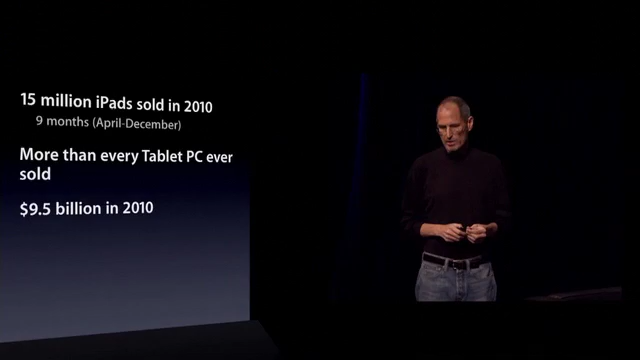 15 million iPads sold in 2010
9 months (April-December)
More than every Tablet PC ever
sold
$9.5 billion in 2010